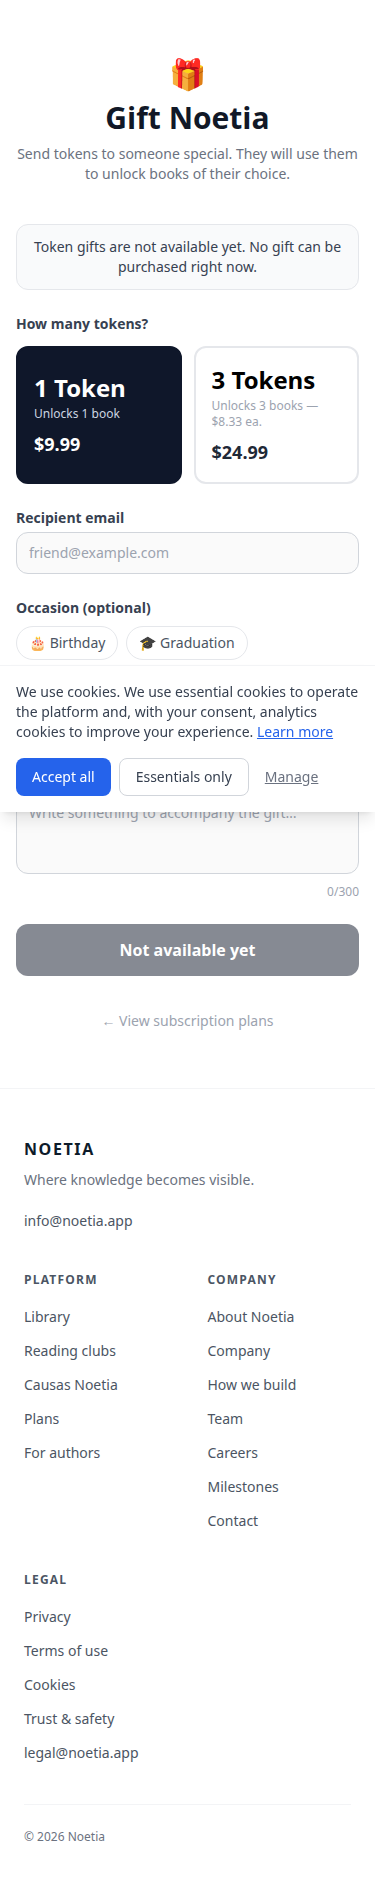 Gift Noetia
Send tokens to someone special. They will use them
to unlock books of their choice.
Token gifts are not available yet. No gift can be
purchased right now.
How many tokens?
1 Token
Unlocks 1 book
$9.99
3 Tokens
Unlocks 3 books —
$8.33 ea.
$24.99
Recipient email
friend@example.com
Occasion (optional)
🎂 Birthday
🎓 Graduation
We use cookies. We use essential cookies to operate
the platform and, with your consent, analytics
cookies to improve your experience. Learn more
Accept all
Essentials only
Manage
Write something to accompany the gift...
0/300
Not available yet
← View subscription plans
NOETIA
Where knowledge becomes visible.
info@noetia.app
PLATFORM
Library
Reading clubs
Causas Noetia
Plans
For authors
COMPANY
About Noetia
Company
How we build
Team
Careers
Milestones
Contact
LEGAL
Privacy
Terms of use
Cookies
Trust & safety
legal@noetia.app
© 2026 Noetia